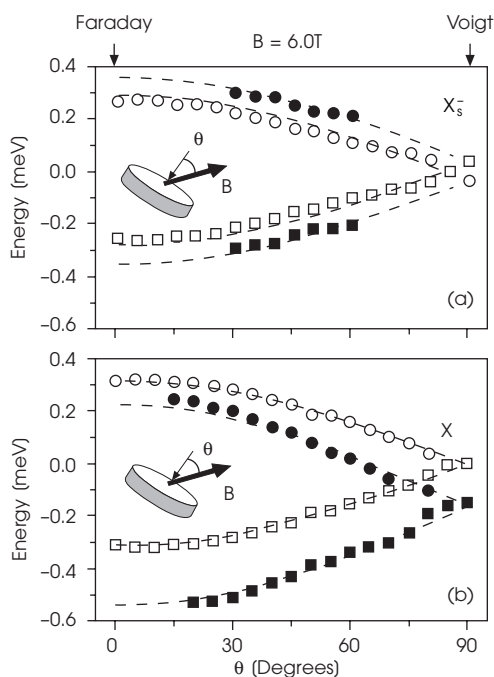 Faraday Voigt
B = 6.0T
0.4
0.2
0.0
−0.2
−0.4
−0.6
Energy (meV)
X_s^-
θ
B
(a)
0.4
0.2
0.0
−0.2
−0.4
−0.6
Energy (meV)
X
θ
B
(b)
0 30 60 90
θ (Degrees)